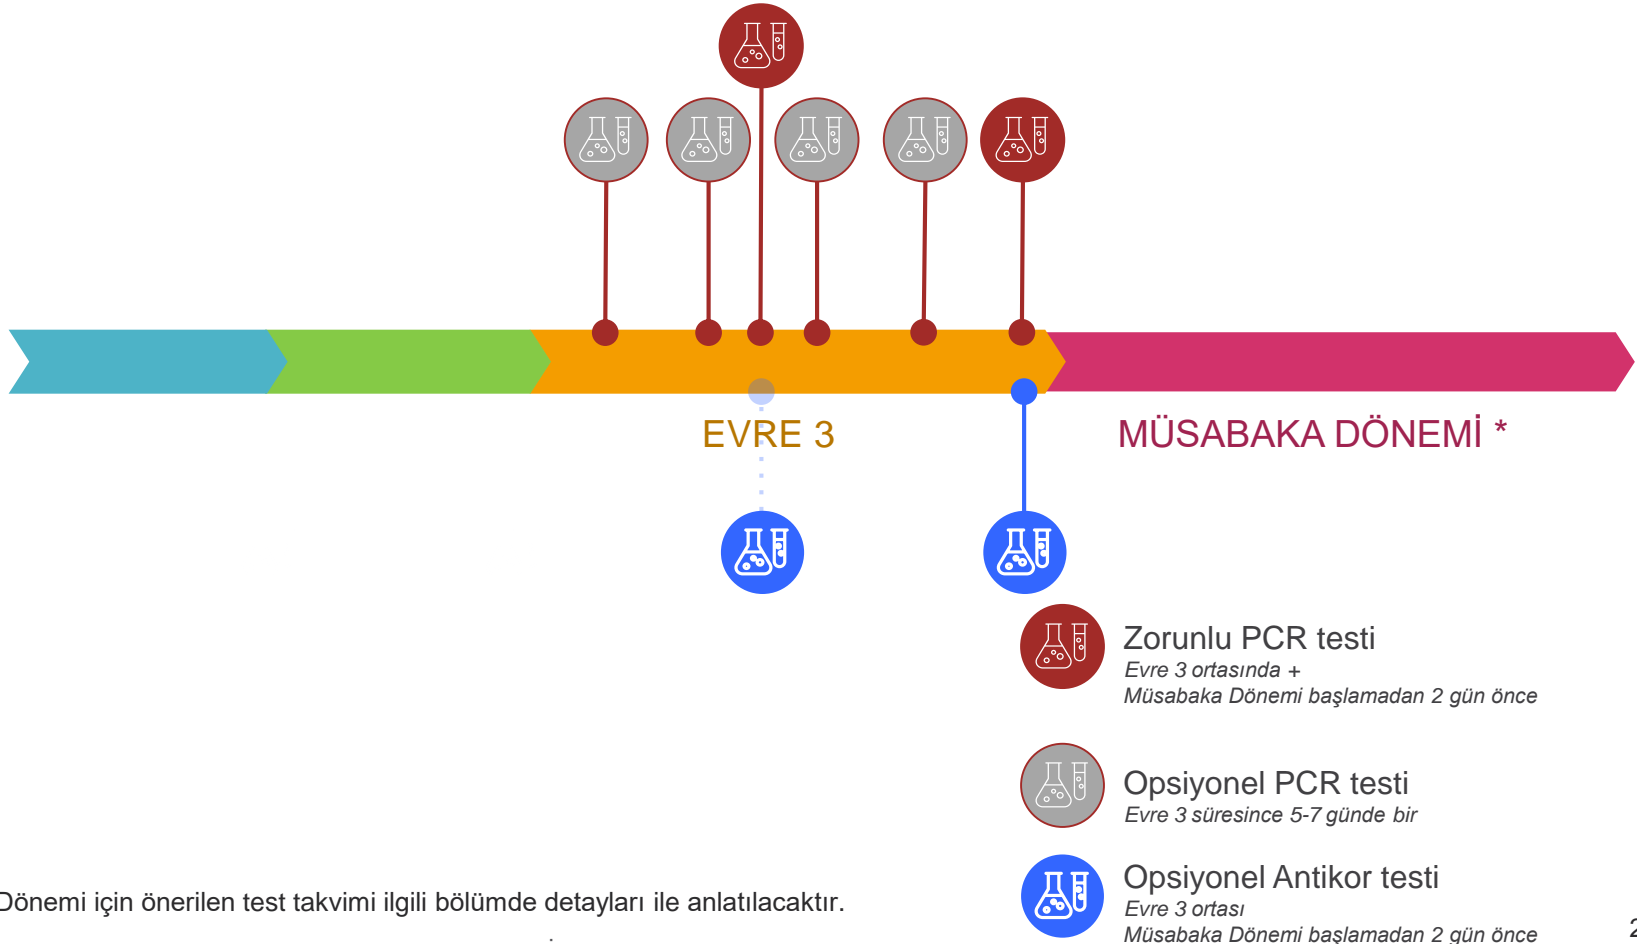 EVRE 3
MÜSABAKA DÖNEMİ *
Zorunlu PCR testi
Evre 3 ortasında +
Müsabaka Dönemi başlamadan 2 gün önce
Opsiyonel PCR testi
Evre 3 süresince 5-7 günde bir
Opsiyonel Antikor testi
Evre 3 ortası
Müsabaka Dönemi başlamadan 2 gün önce
Dönemi için önerilen test takvimi ilgili bölümde detayları ile anlatılacaktır.
.
2